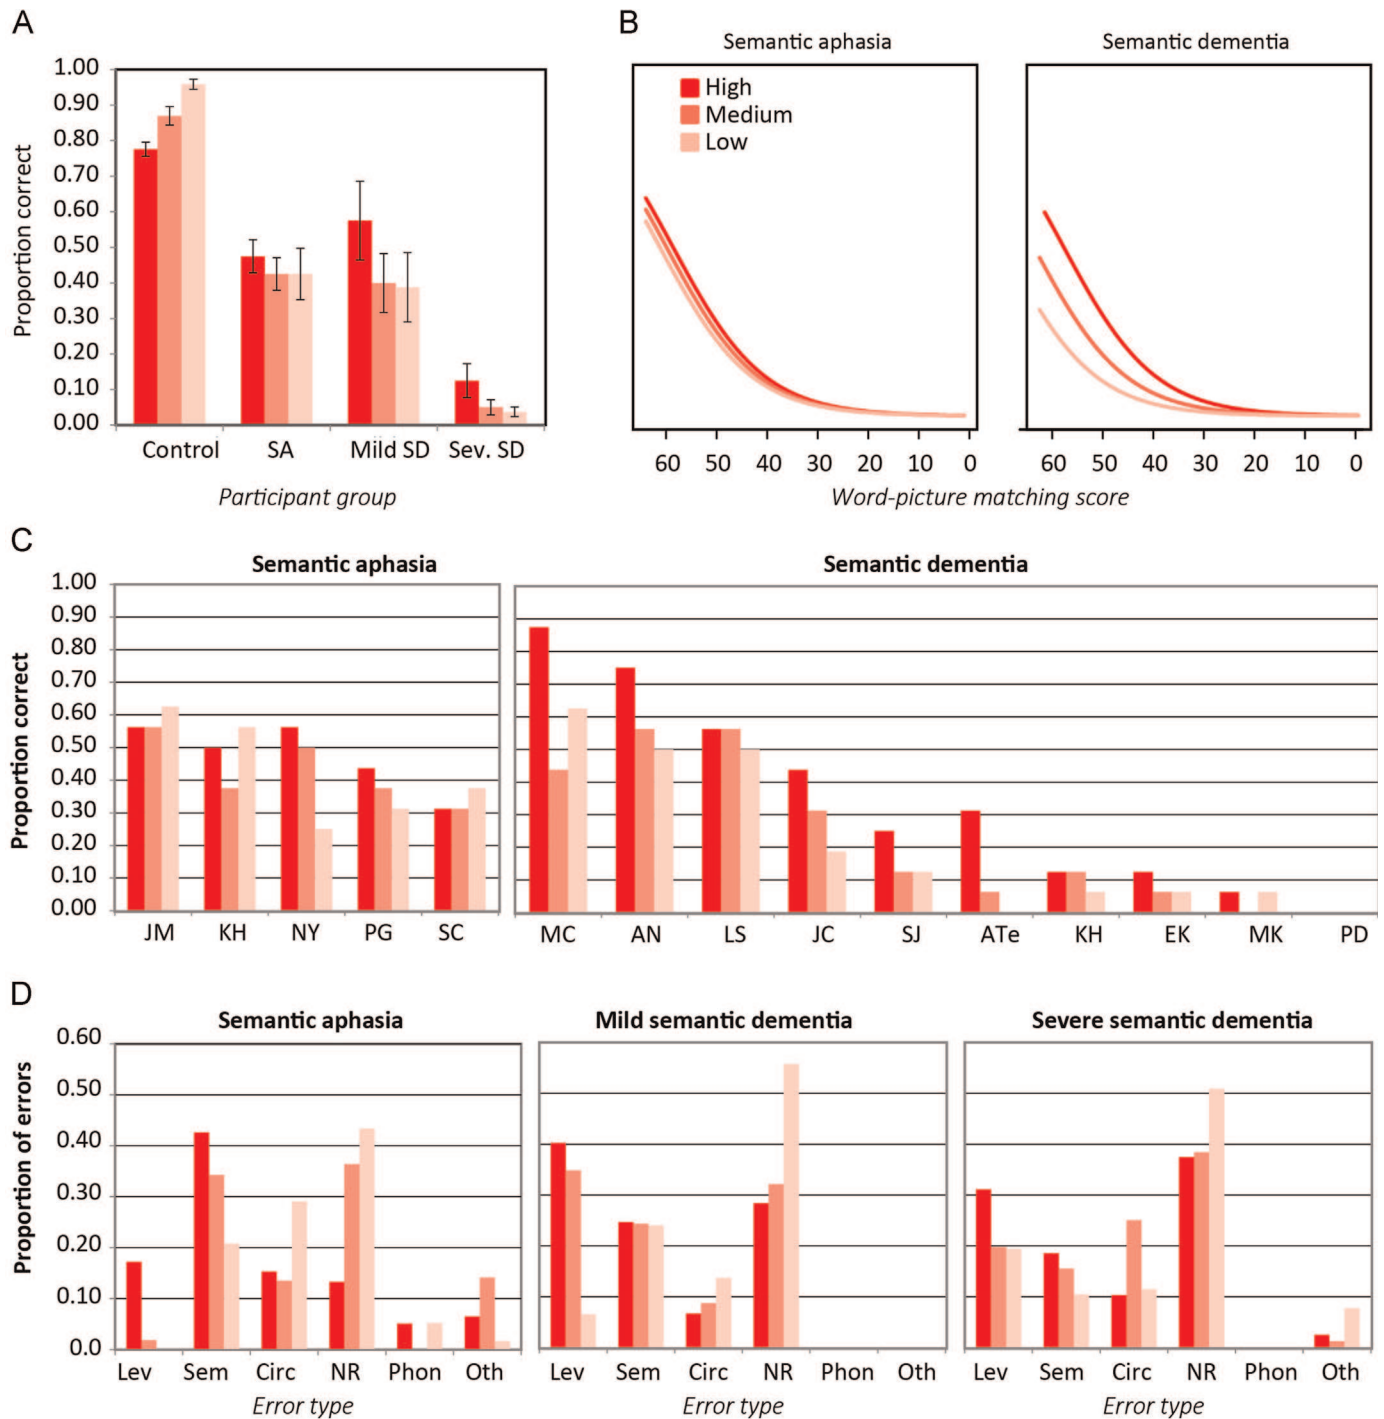 A
B
Semantic aphasia Semantic dementia
1.00
0.90
0.80
0.70
0.60
0.50
0.40
0.30
0.20
0.10
0.00
Proportion correct
Control SA Mild SD Sev. SD
Participant group
High
Medium
Low
60 50 40 30 20 10 0 60 50 40 30 20 10 0
Word-picture matching score
C
Semantic aphasia Semantic dementia
1.00
0.90
0.80
0.70
0.60
0.50
0.40
0.30
0.20
0.10
0.00
Proportion correct
JM KH NY PG SC MC AN LS JC SJ ATe KH EK MK PD
D
Semantic aphasia Mild semantic dementia Severe semantic dementia
0.60
0.50
0.40
0.30
0.20
0.10
0.0
Proportion of errors
Lev Sem Circ NR Phon Oth Lev Sem Circ NR Phon Oth Lev Sem Circ NR Phon Oth
Error type Error type Error type